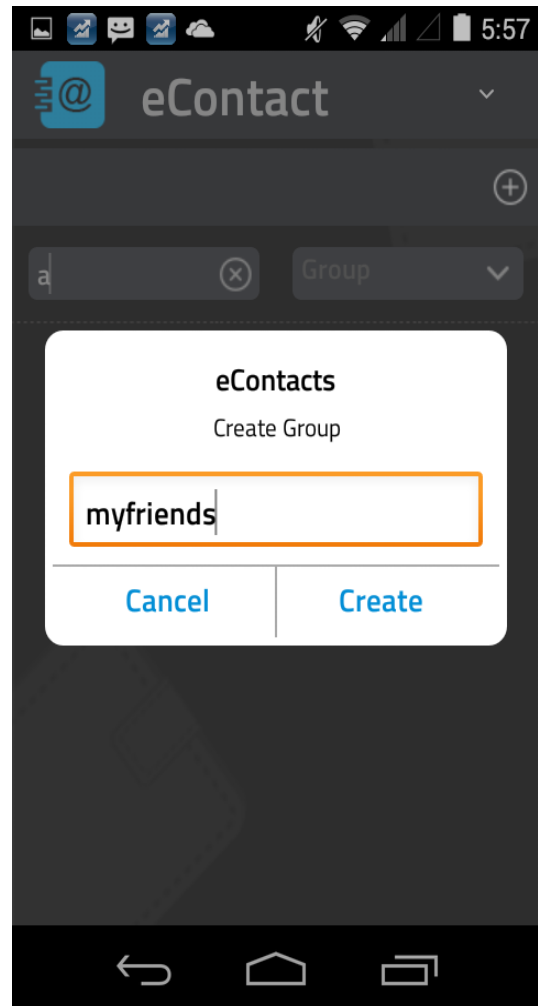 5:57
@ eContact
a Group
eContacts
Create Group
myfriends
Cancel Create